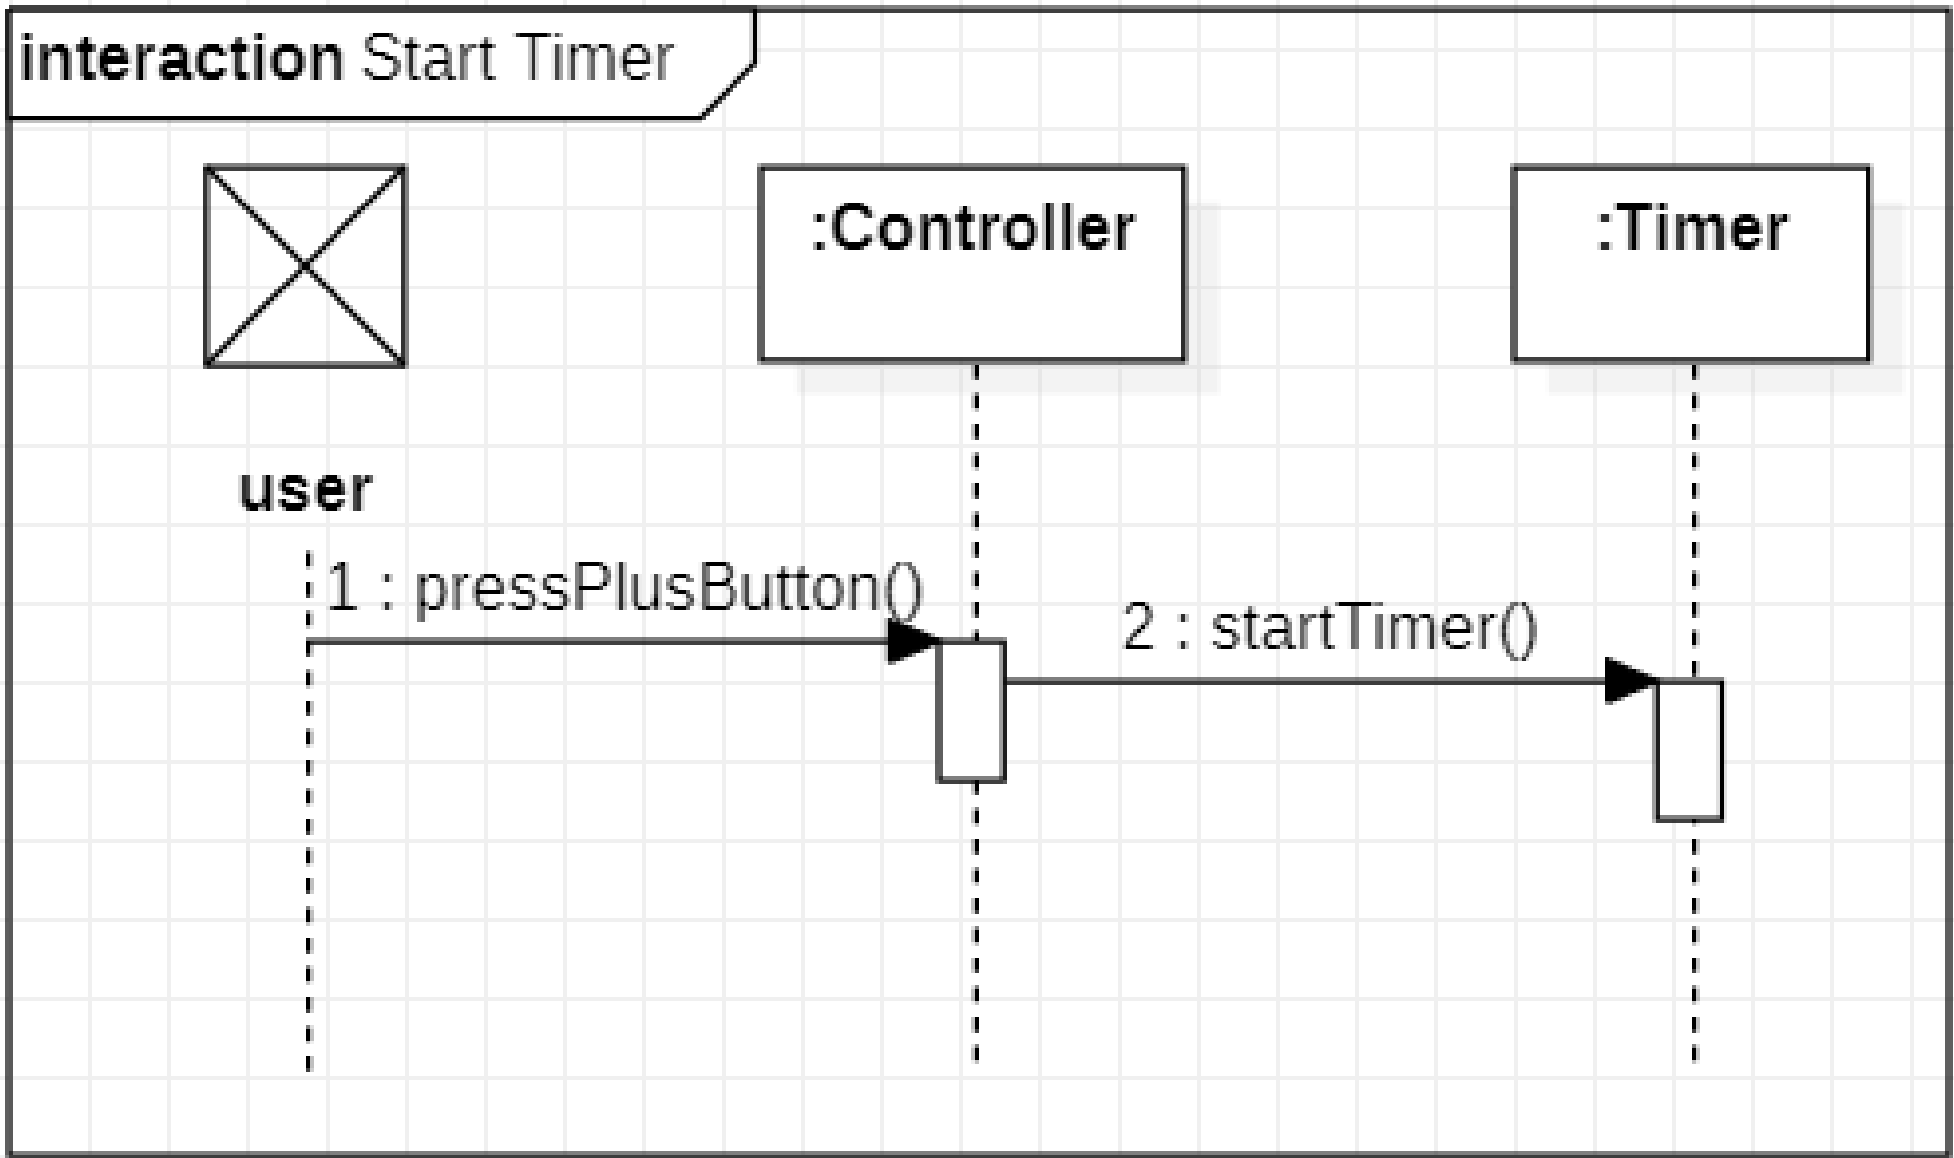 interaction Start Timer
:Controller
:Timer
user
1 : pressPlusButton()
2 : startTimer()